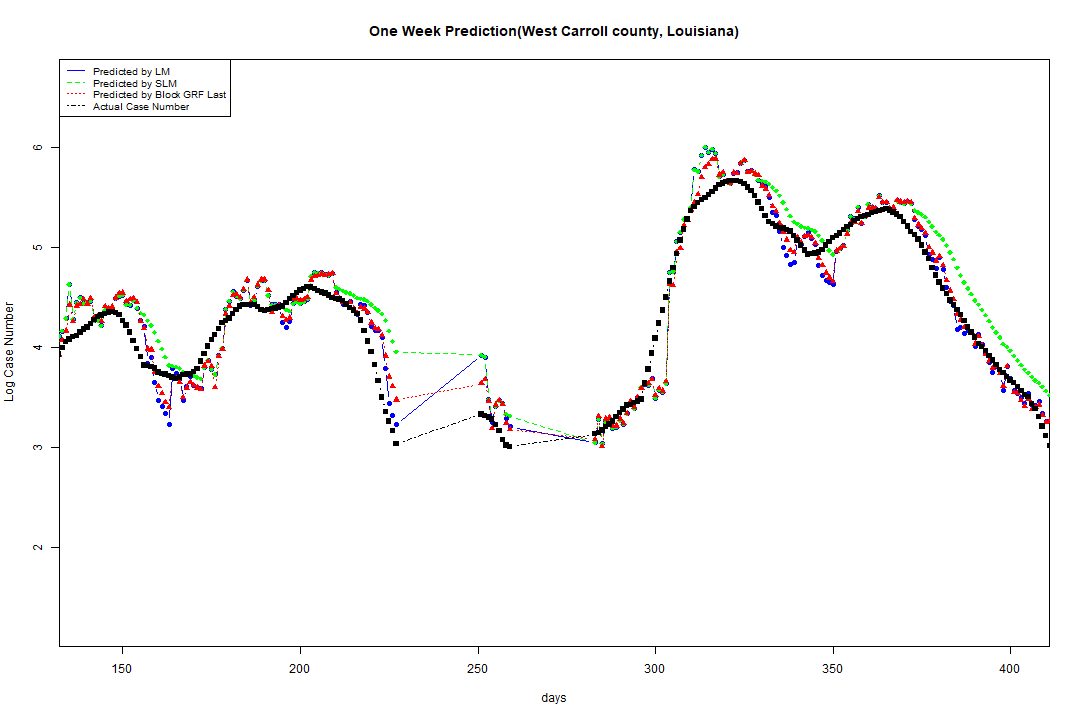 One Week Prediction(West Carroll county, Louisiana)
Predicted by LM
Predicted by SLM
Predicted by Block GRF Last
Actual Case Number
6
5
4
3
2
Log Case Number
150 200 250 300 350 400
days